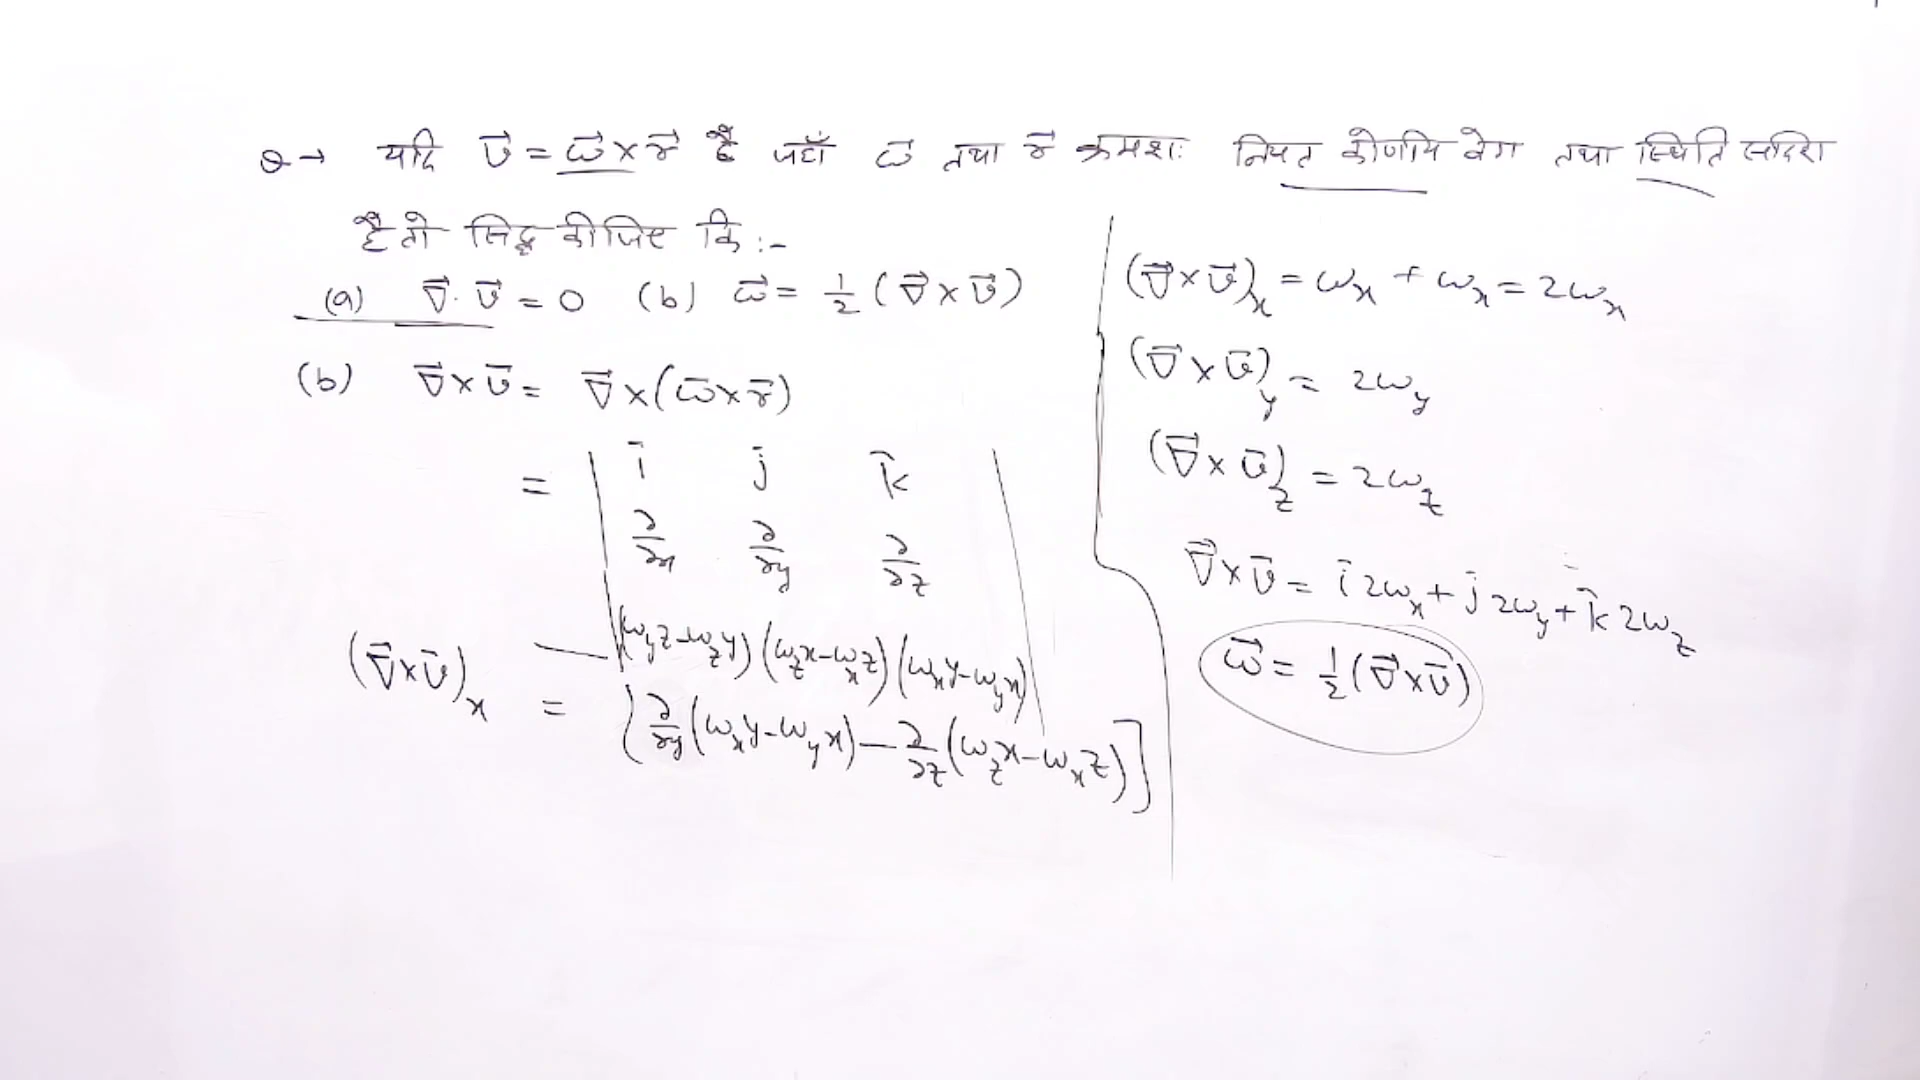 Q→ यदि v⃗ = ω⃗ × r⃗ है जहाँ ω⃗ तथा r⃗ क्रमशः नियत कोणीय वेग तथा स्थिति सदिश
है तो सिद्ध कीजिए कि :-
(a) ∇⃗ . v⃗ = 0 (b) ω⃗ = 1/2 (∇⃗ × v⃗)
(b) ∇⃗ × v⃗ = ∇⃗ × (ω⃗ × r⃗)
= | i j k
∂/∂x ∂/∂y ∂/∂z
(ω_y z - ω_z y) (ω_z x - ω_x z) (ω_x y - ω_y x) |
(∇⃗ × v⃗)_x = [∂/∂y (ω_x y - ω_y x) - ∂/∂z (ω_z x - ω_x z)]
(∇⃗ × v⃗)_x = ω_x + ω_x = 2ω_x
(∇⃗ × v⃗)_y = 2ω_y
(∇⃗ × v⃗)_z = 2ω_z
∇⃗ × v⃗ = i 2ω_x + j 2ω_y + k 2ω_z
ω⃗ = 1/2 (∇⃗ × v⃗)